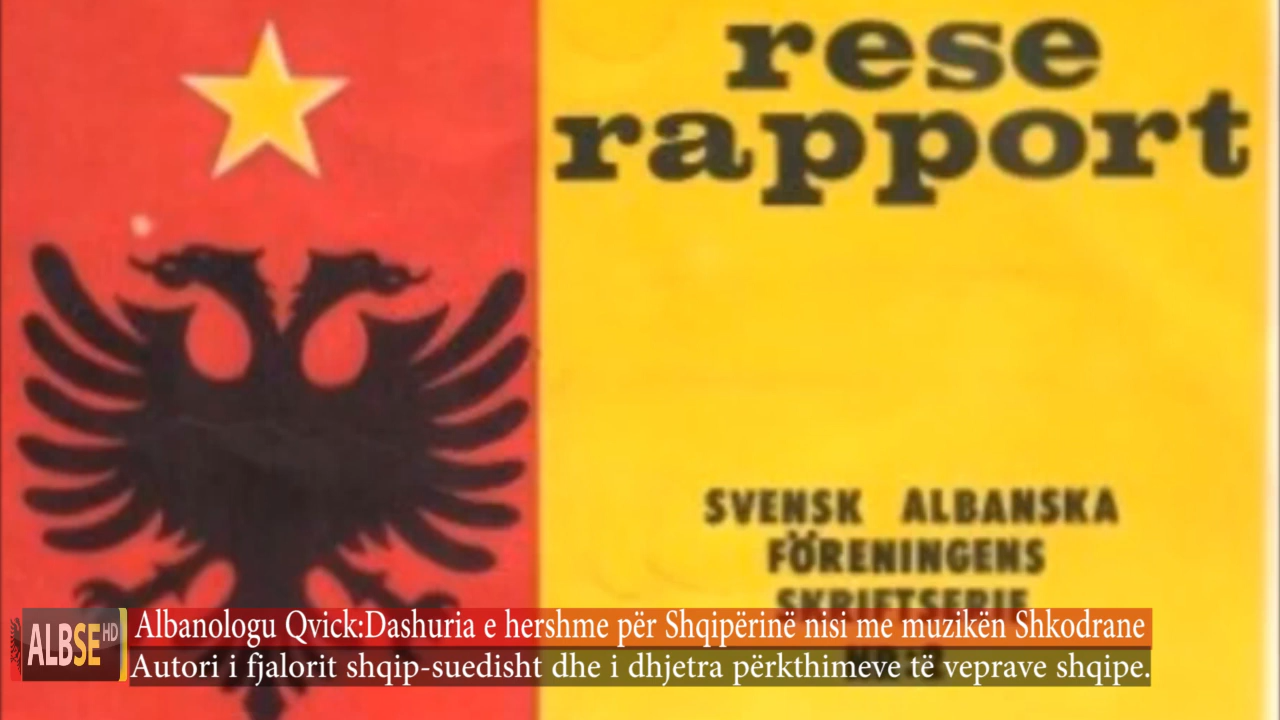 rese
rapport
SVENSK ALBANSKA
FÖRENINGENS
SKRIFTSERIE
ALBSE HD
Albanologu Qvick:Dashuria e hershme për Shqipërinë nisi me muzikën Shkodrane
Autori i fjalorit shqip-suedisht dhe i dhjetra përkthimeve të veprave shqipe.